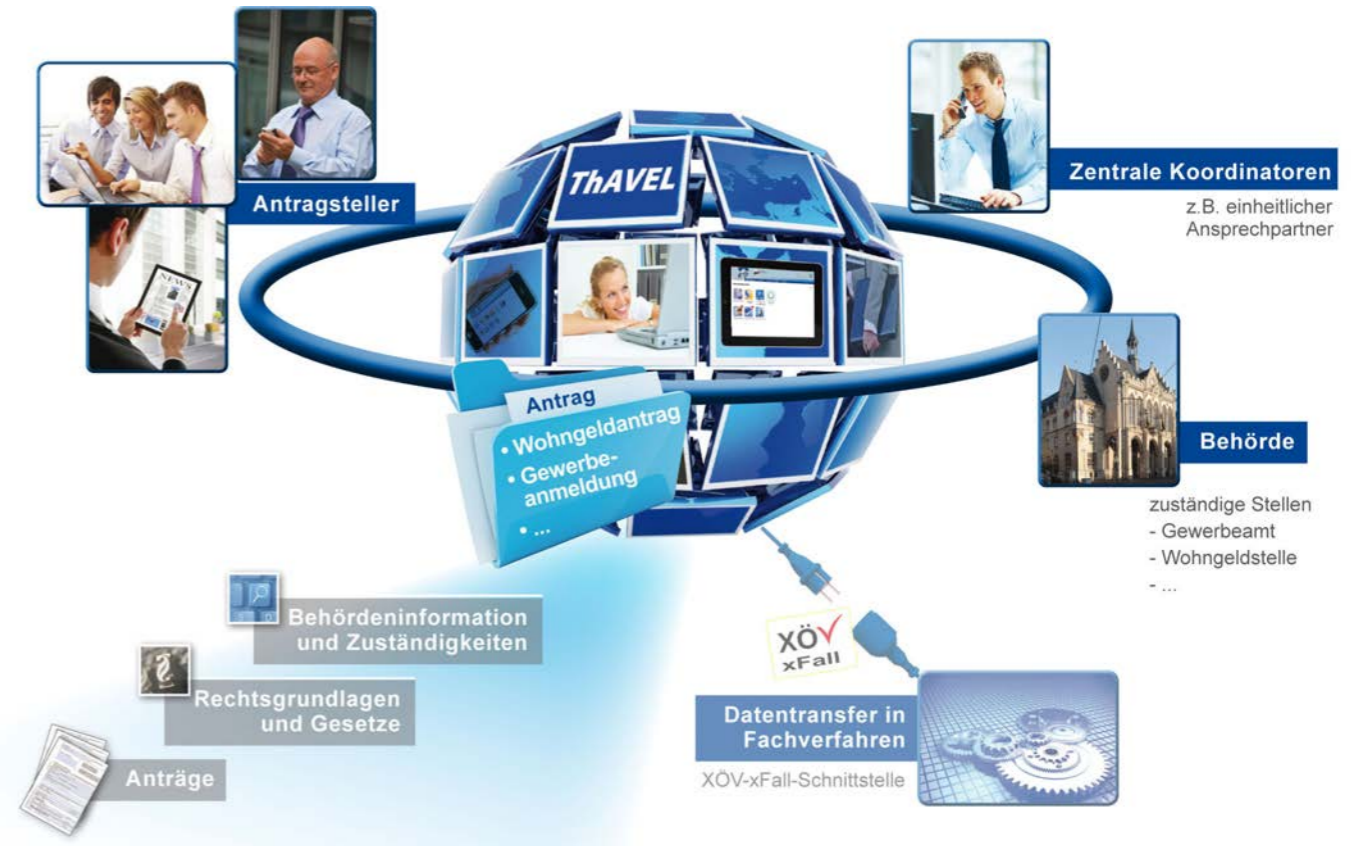 ThAVEL
Antragsteller
Zentrale Koordinatoren
z.B. einheitlicher
Ansprechpartner
NEWS
Antrag
• Wohngeldantrag
• Gewerbe-
anmeldung
• ...
Behörde
zuständige Stellen
- Gewerbeamt
- Wohngeldstelle
- ...
Behördeninformation
und Zuständigkeiten
XÖV
xFall
Rechtsgrundlagen
und Gesetze
Datentransfer in
Fachverfahren
XÖV-xFall-Schnittstelle
Anträge